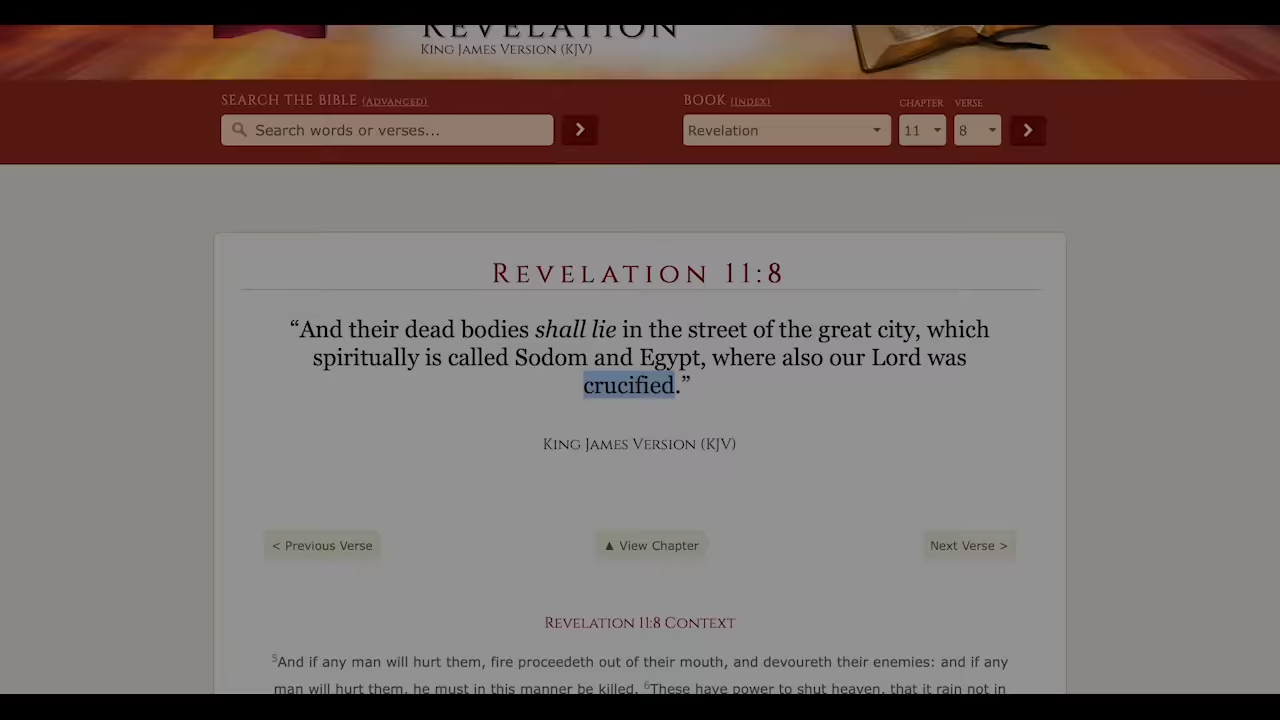 REVELATION
KING JAMES VERSION (KJV)
SEARCH THE BIBLE (ADVANCED)
BOOK (INDEX)
CHAPTER
VERSE
Search words or verses...
Revelation
11
8
REVELATION 11:8
“And their dead bodies shall lie in the street of the great city, which
spiritually is called Sodom and Egypt, where also our Lord was
crucified.”
KING JAMES VERSION (KJV)
< Previous Verse
▲ View Chapter
Next Verse >
REVELATION 11:8 CONTEXT
5And if any man will hurt them, fire proceedeth out of their mouth, and devoureth their enemies: and if any
man will hurt them, he must in this manner be killed. 6These have power to shut heaven, that it rain not in